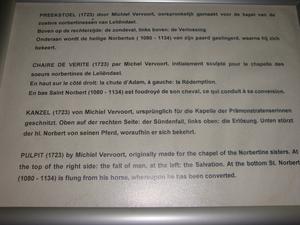 PREEKSTOEL (1723) door Michiel Vervoort, oorspronkelijk gemaakt voor de kapel van de
zusters norbertinessen van Leliëndael.
Boven op de rechterzijde: de zondeval, links boven: de Verlossing
Onderaan wordt de heilige Norbertus ( 1080 - 1134) van zijn paard geslingerd, waarna hij zich
bekeert.
CHAIRE DE VERITE (1723) par Michel Vervoort, initialement sculpté pour le chapelle des
soeurs norbertines de Leliëndael.
En haut sur le côté droit: la chute d'Adam, à gauche: la Rédemption.
En bas Saint Norbert (1080 - 1134) est foudroyé de son cheval, ce qui conduit à sa conversion.
KANZEL (1723) von Michiel Vervoort, ursprünglich für die Kapelle der Prämonstratenserinnen
geschnitzt. Oben auf der rechten Seite: der Sündenfall, links oben: die Erlösung. Unten stürzt
der hl. Norbert von seinen Pferd, woraufhin er sich bekehrt.
PULPIT (1723) by Michiel Vervoort, originally made for the chapel of the Norbertine sisters. At
the top of the right side: the fall of man, at the left: the Salvation. At the bottom St. Norbert
(1080 - 1134) is flung from his horse, whereupon he has been converted.